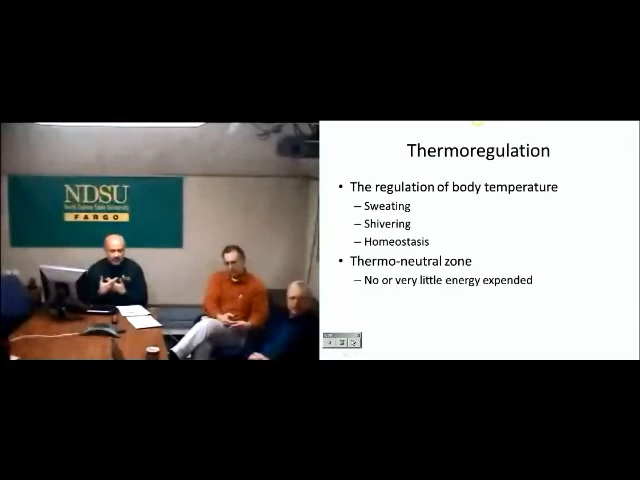 NDSU
North Dakota State University
FARGO
Thermoregulation
• The regulation of body temperature
– Sweating
– Shivering
– Homeostasis
• Thermo-neutral zone
– No or very little energy expended